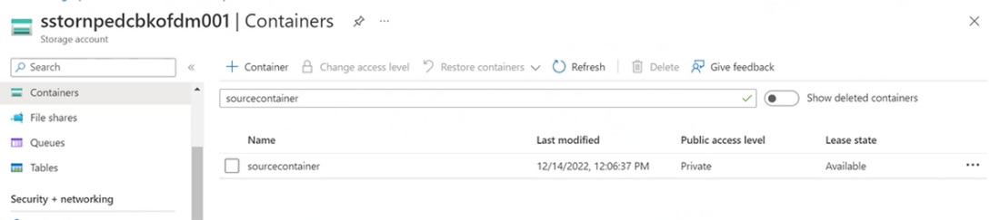 sstornpedcbkofdm001 | Containers
Storage account
Search
+ Container Change access level Restore containers Refresh Delete Give feedback
Containers
sourcecontainer
Show deleted containers
File shares
Queues
Name Last modified Public access level Lease state
Tables
sourcecontainer 12/14/2022, 12:06:37 PM Private Available
Security + networking